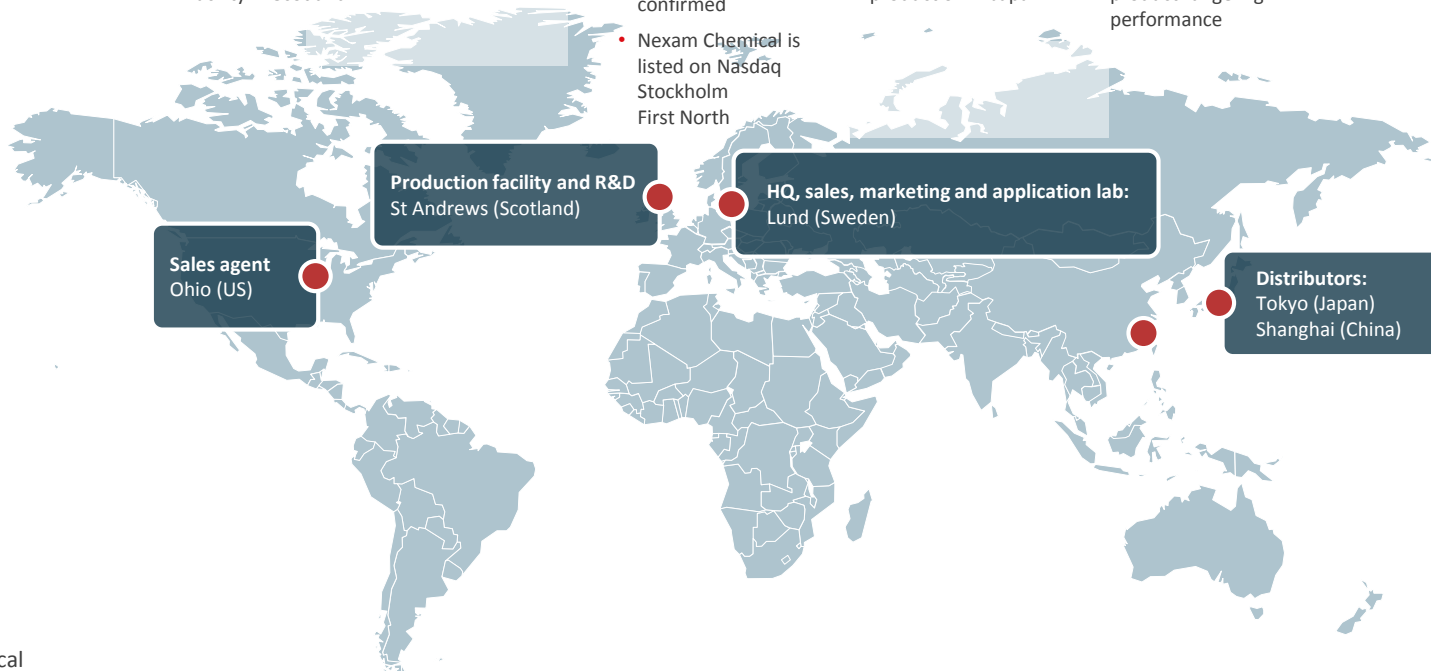 confirmed
• Nexam Chemical is
listed on Nasdaq
Stockholm
First North
performance
Production facility and R&D
St Andrews (Scotland)
HQ, sales, marketing and application lab:
Lund (Sweden)
Sales agent
Ohio (US)
Distributors:
Tokyo (Japan)
Shanghai (China)
cal